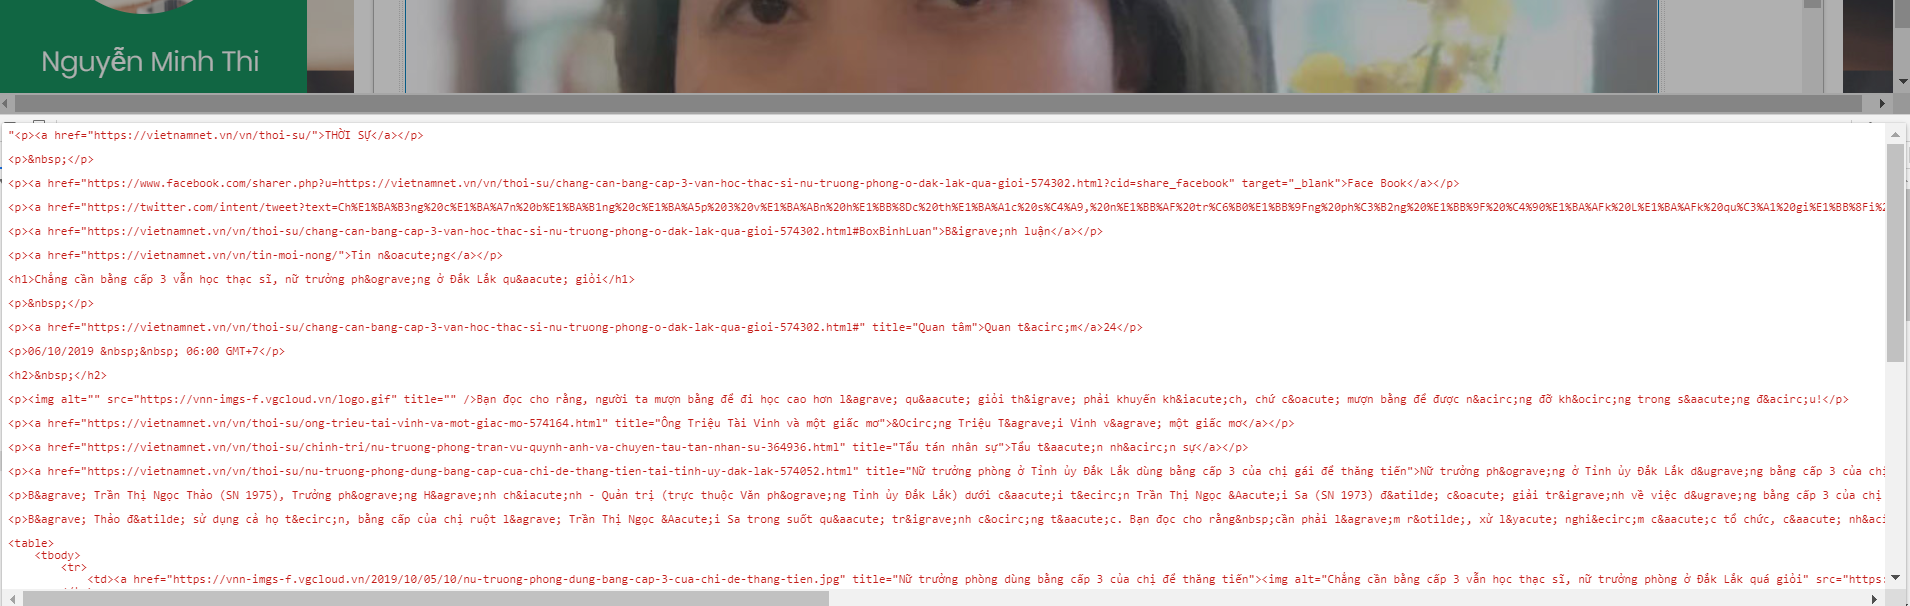 Nguyễn Minh Thi
"<p><a href="https://vietnamnet.vn/vn/thoi-su/">THỜI SỰ</a></p>
<p>&nbsp;</p>
<p><a href="https://www.facebook.com/sharer.php?u=https://vietnamnet.vn/vn/thoi-su/chang-can-bang-cap-3-van-hoc-thac-si-nu-truong-phong-o-dak-lak-qua-gioi-574302.html?cid=share_facebook" target="_blank">Face Book</a></p>
<p><a href="https://twitter.com/intent/tweet?text=Ch%E1%BA%B3ng%20c%E1%BA%A7n%20b%E1%BA%B1ng%20c%E1%BA%A5p%203%20v%E1%BA%ABn%20h%E1%BB%8Dc%20th%E1%BA%A1c%20s%C4%A9,%20n%E1%BB%AF%20tr%C6%B0%E1%BB%9Fng%20ph%C3%B2ng%20%E1%BB%9F%20%C4%90%E1%BA%AFk%20L%E1%BA%AFk%20qu%C3%A1%20gi%E1%BB%8Fi%2
<p><a href="https://vietnamnet.vn/vn/thoi-su/chang-can-bang-cap-3-van-hoc-thac-si-nu-truong-phong-o-dak-lak-qua-gioi-574302.html#BoxBinhLuan">B&igrave;nh luận</a></p>
<p><a href="https://vietnamnet.vn/vn/tin-moi-nong/">Tin n&oacute;ng</a></p>
<h1>Chẳng cần bằng cấp 3 vẫn học thạc sĩ, nữ trưởng ph&ograve;ng ở Đắk Lắk qu&aacute; giỏi</h1>
<p>&nbsp;</p>
<p><a href="https://vietnamnet.vn/vn/thoi-su/chang-can-bang-cap-3-van-hoc-thac-si-nu-truong-phong-o-dak-lak-qua-gioi-574302.html#" title="Quan tâm">Quan t&acirc;m</a>24</p>
<p>06/10/2019 &nbsp;&nbsp; 06:00 GMT+7</p>
<h2>&nbsp;</h2>
<p><img alt="" src="https://vnn-imgs-f.vgcloud.vn/logo.gif" title="" />Bạn đọc cho rằng, người ta mượn bằng để đi học cao hơn l&agrave; qu&aacute; giỏi th&igrave; phải khuyến kh&iacute;ch, chứ c&oacute; mượn bằng để được n&acirc;ng đỡ kh&ocirc;ng trong s&aacute;ng đ&acirc;u!</p>
<p><a href="https://vietnamnet.vn/vn/thoi-su/ong-trieu-tai-vinh-va-mot-giac-mo-574164.html" title="Ông Triệu Tài Vinh và một giấc mơ">&Ocirc;ng Triệu T&agrave;i Vinh v&agrave; một giấc mơ</a></p>
<p><a href="https://vietnamnet.vn/vn/thoi-su/chinh-tri/nu-truong-phong-tran-vu-quynh-anh-va-chuyen-tau-tan-nhan-su-364936.html" title="Tẩu tán nhân sự">Tẩu t&aacute;n nh&acirc;n sự</a></p>
<p><a href="https://vietnamnet.vn/vn/thoi-su/nu-truong-phong-dung-bang-cap-cua-chi-de-thang-tien-tai-tinh-uy-dak-lak-574052.html" title="Nữ trưởng phòng ở Tỉnh ủy Đắk Lắk dùng bằng cấp 3 của chị gái để thăng tiến">Nữ trưởng ph&ograve;ng ở Tỉnh ủy Đắk Lắk d&ugrave;ng bằng cấp 3 của chị
<p>B&agrave; Trần Thị Ngọc Thảo (SN 1975), Trưởng ph&ograve;ng H&agrave;nh ch&iacute;nh - Quản trị (trực thuộc Văn ph&ograve;ng Tỉnh ủy Đắk Lắk) dưới c&aacute;i t&ecirc;n Trần Thị Ngọc &Aacute;i Sa (SN 1973) đ&atilde; c&oacute; giải tr&igrave;nh về việc d&ugrave;ng bằng cấp 3 của chị
<p>B&agrave; Thảo đ&atilde; sử dụng cả họ t&ecirc;n, bằng cấp của chị ruột l&agrave; Trần Thị Ngọc &Aacute;i Sa trong suốt qu&aacute; tr&igrave;nh c&ocirc;ng t&aacute;c. Bạn đọc cho rằng&nbsp;cần phải l&agrave;m r&otilde;, xử l&yacute; nghi&ecirc;m c&aacute;c tổ chức, c&aacute; nh&aci
<table>
<tbody>
<tr>
<td><a href="https://vnn-imgs-f.vgcloud.vn/2019/10/05/10/nu-truong-phong-dung-bang-cap-3-cua-chi-de-thang-tien.jpg" title="Nữ trưởng phòng dùng bằng cấp 3 của chị để thăng tiến"><img alt="Chẳng cần bằng cấp 3 vẫn học thạc sĩ, nữ trưởng phòng ở Đắk Lắk quá giỏi" src="https: